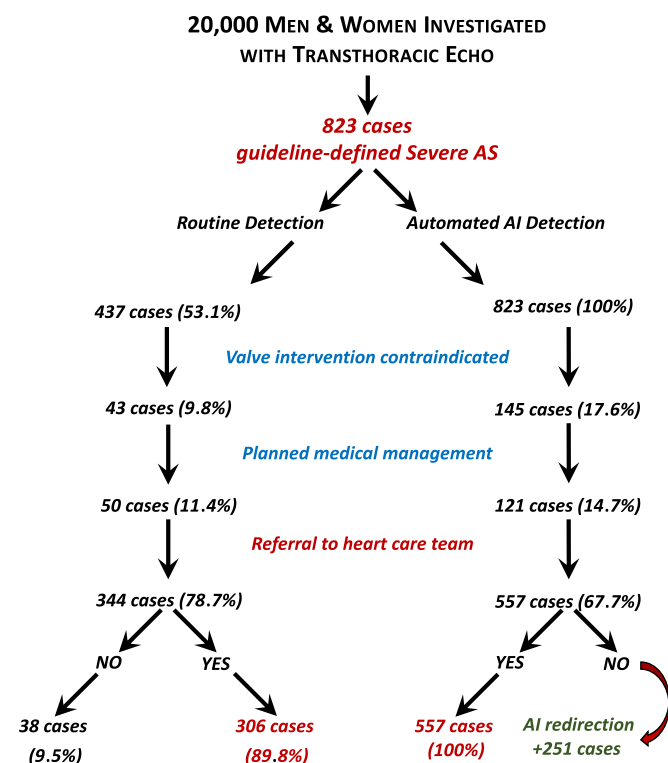 20,000 MEN & WOMEN INVESTIGATED
WITH TRANSTHORACIC ECHO
823 cases
guideline-defined Severe AS
Routine Detection
Automated AI Detection
437 cases (53.1%)
823 cases (100%)
Valve intervention contraindicated
43 cases (9.8%)
145 cases (17.6%)
Planned medical management
50 cases (11.4%)
121 cases (14.7%)
Referral to heart care team
344 cases (78.7%)
557 cases (67.7%)
NO
YES
YES
NO
38 cases
(9.5%)
306 cases
(89.8%)
557 cases
(100%)
AI redirection
+251 cases